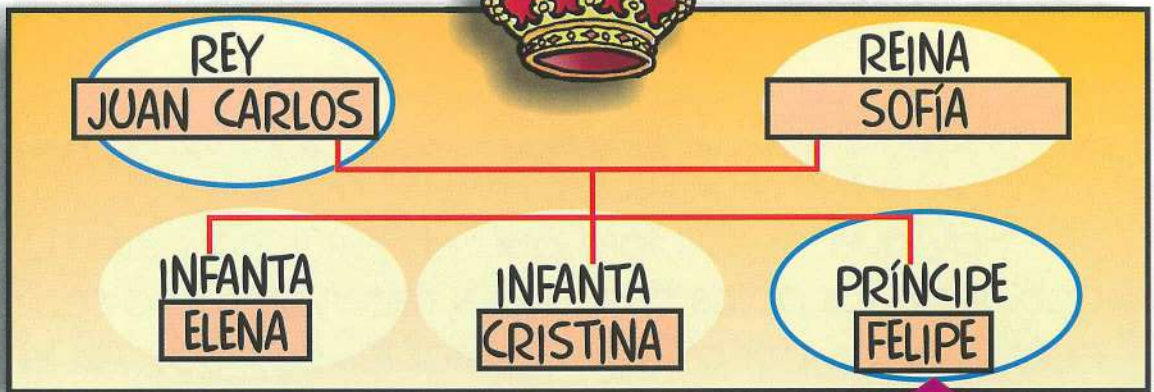 REY
JUAN CARLOS
REINA
SOFÍA
INFANTA
ELENA
INFANTA
CRISTINA
PRÍNCIPE
FELIPE